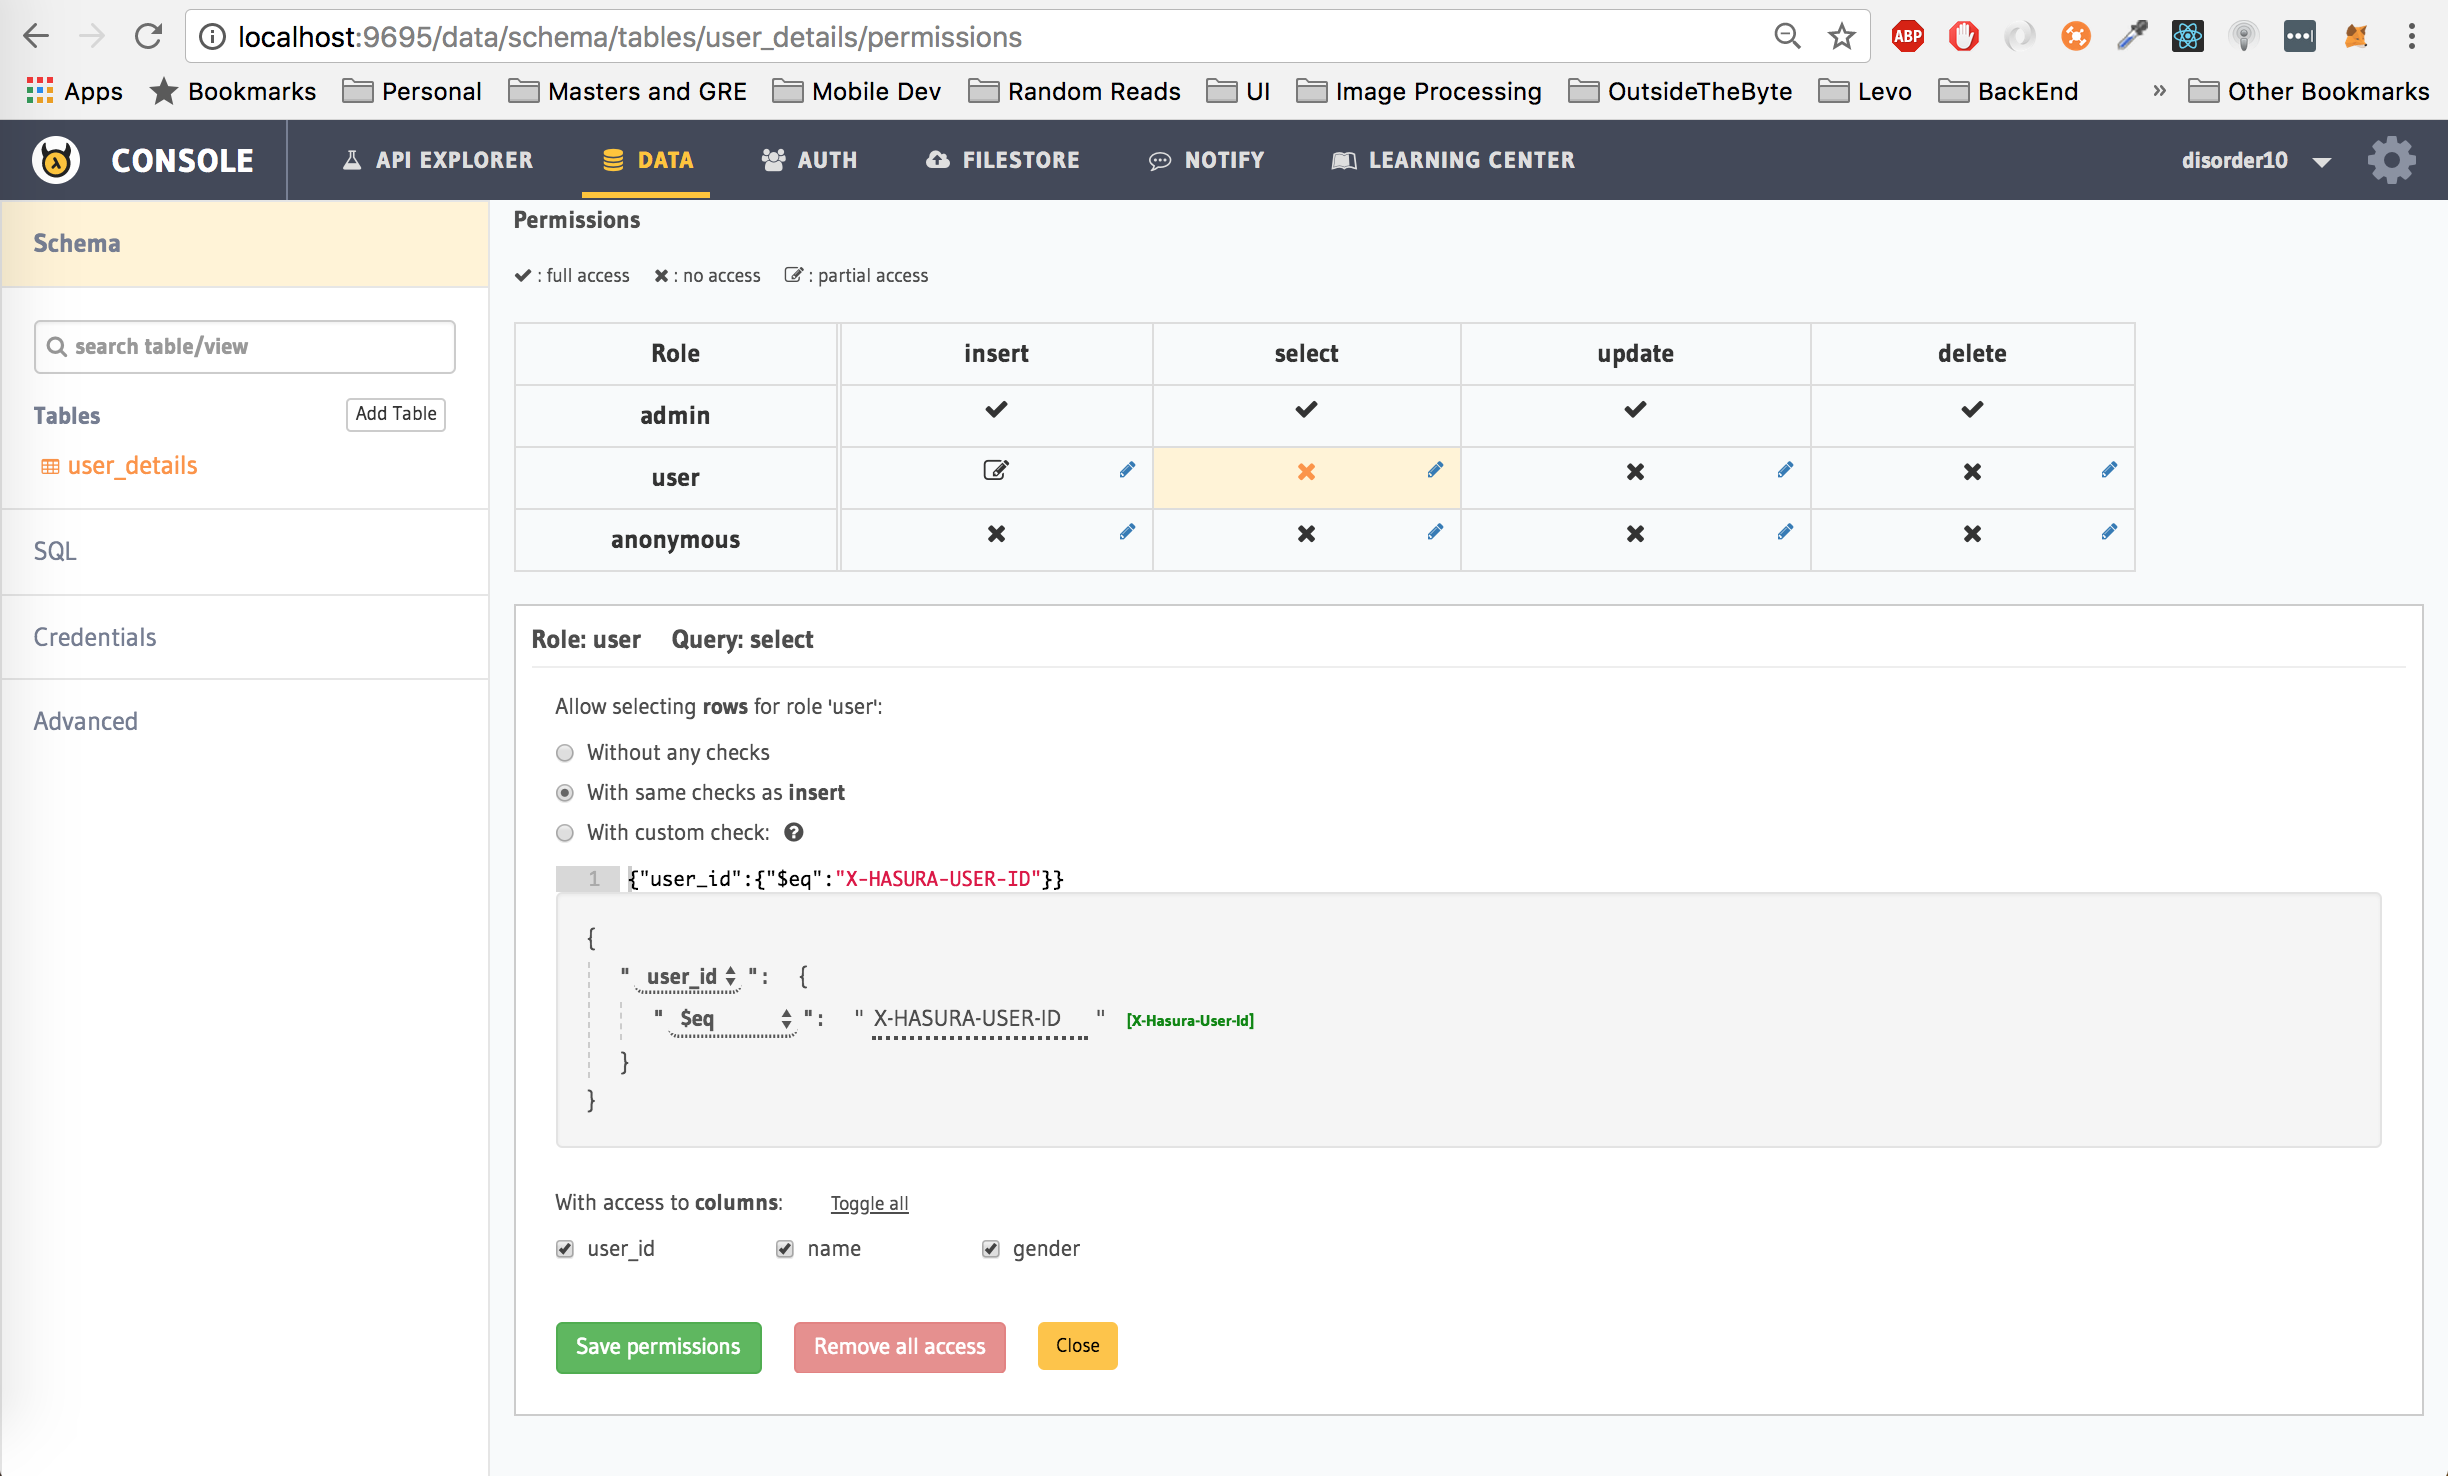 localhost:9695/data/schema/tables/user_details/permissions
ABP
Apps Bookmarks Personal Masters and GRE Mobile Dev Random Reads UI Image Processing OutsideTheByte Levo BackEnd » Other Bookmarks
CONSOLE API EXPLORER DATA AUTH FILESTORE NOTIFY LEARNING CENTER disorder10
Schema
search table/view
Tables Add Table
user_details
SQL
Credentials
Advanced
Permissions
: full access : no access : partial access
Role insert select update delete
admin
user
anonymous
Role: user Query: select
Allow selecting rows for role 'user':
Without any checks
With same checks as insert
With custom check: ?
1 {"user_id":{"$eq":"X-HASURA-USER-ID"}}
{
" user_id ": {
" $eq ": " X-HASURA-USER-ID " [X-Hasura-User-Id]
}
}
With access to columns: Toggle all
user_id name gender
Save permissions Remove all access Close